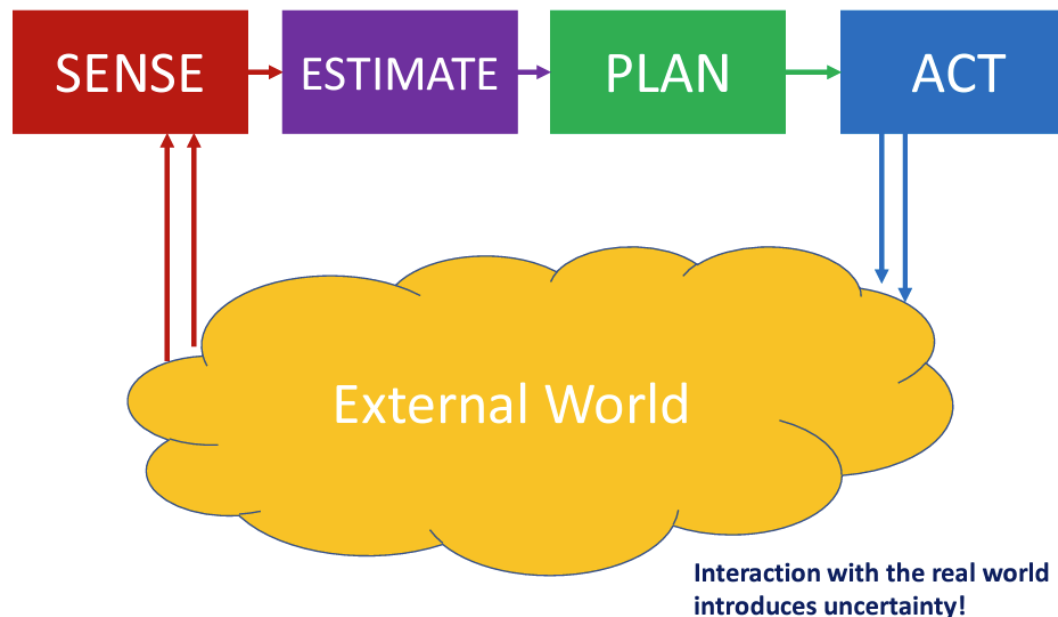 SENSE
ESTIMATE
PLAN
ACT
External World
Interaction with the real world
introduces uncertainty!